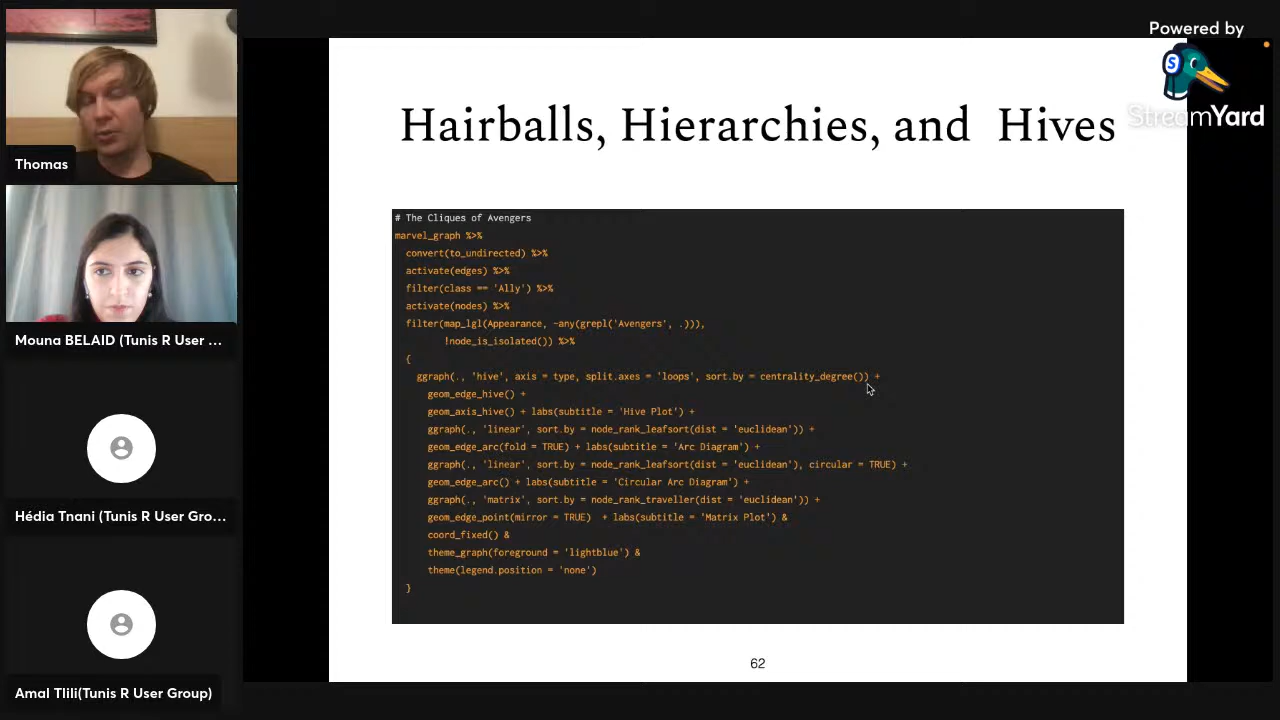 Powered by
StreamYard
Thomas
Mouna BELAID (Tunis R User ...
Hédia Tnani (Tunis R User Gro...
Amal Tlili(Tunis R User Group)
Hairballs, Hierarchies, and Hives
# The Cliques of Avengers
marvel_graph %>%
convert(to_undirected) %>%
activate(edges) %>%
filter(class == 'Ally') %>%
activate(nodes) %>%
filter(map_lgl(Appearance, ~any(grepl('Avengers', .))),
!node_is_isolated()) %>%
{
ggraph(., 'hive', axis = type, split.axes = 'loops', sort.by = centrality_degree()) +
geom_edge_hive() +
geom_axis_hive() + labs(subtitle = 'Hive Plot') +
ggraph(., 'linear', sort.by = node_rank_leafsort(dist = 'euclidean')) +
geom_edge_arc(fold = TRUE) + labs(subtitle = 'Arc Diagram') +
ggraph(., 'linear', sort.by = node_rank_leafsort(dist = 'euclidean'), circular = TRUE) +
geom_edge_arc() + labs(subtitle = 'Circular Arc Diagram') +
ggraph(., 'matrix', sort.by = node_rank_traveller(dist = 'euclidean')) +
geom_edge_point(mirror = TRUE)  + labs(subtitle = 'Matrix Plot') &
coord_fixed() &
theme_graph(foreground = 'lightblue') &
theme(legend.position = 'none')
}
62